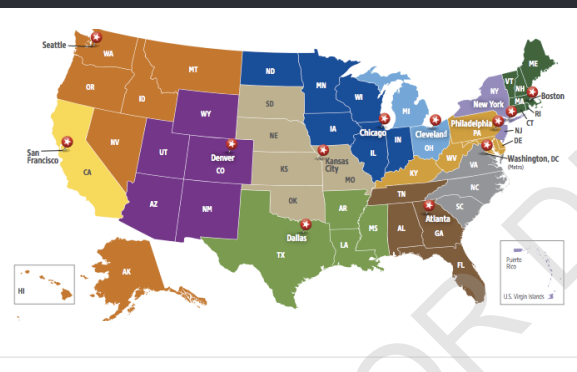 Seattle
WA
MT
ND
MN
OR
ID
SD
WI
MI
ME
VT
NH
NY
MA
Boston
New York
RI
CT
WY
IA
Chicago
Cleveland
Philadelphia
PA
NJ
DE
NV
San
Francisco
CA
UT
Denver
CO
NE
KS
Kansas
City
MO
IL
IN
OH
WV
KY
VA
Washington, DC
(Metro)
AZ
NM
OK
AR
TN
NC
SC
Atlanta
Dallas
TX
LA
MS
AL
GA
FL
AK
HI
Puerto
Rico
U.S. Virgin Islands